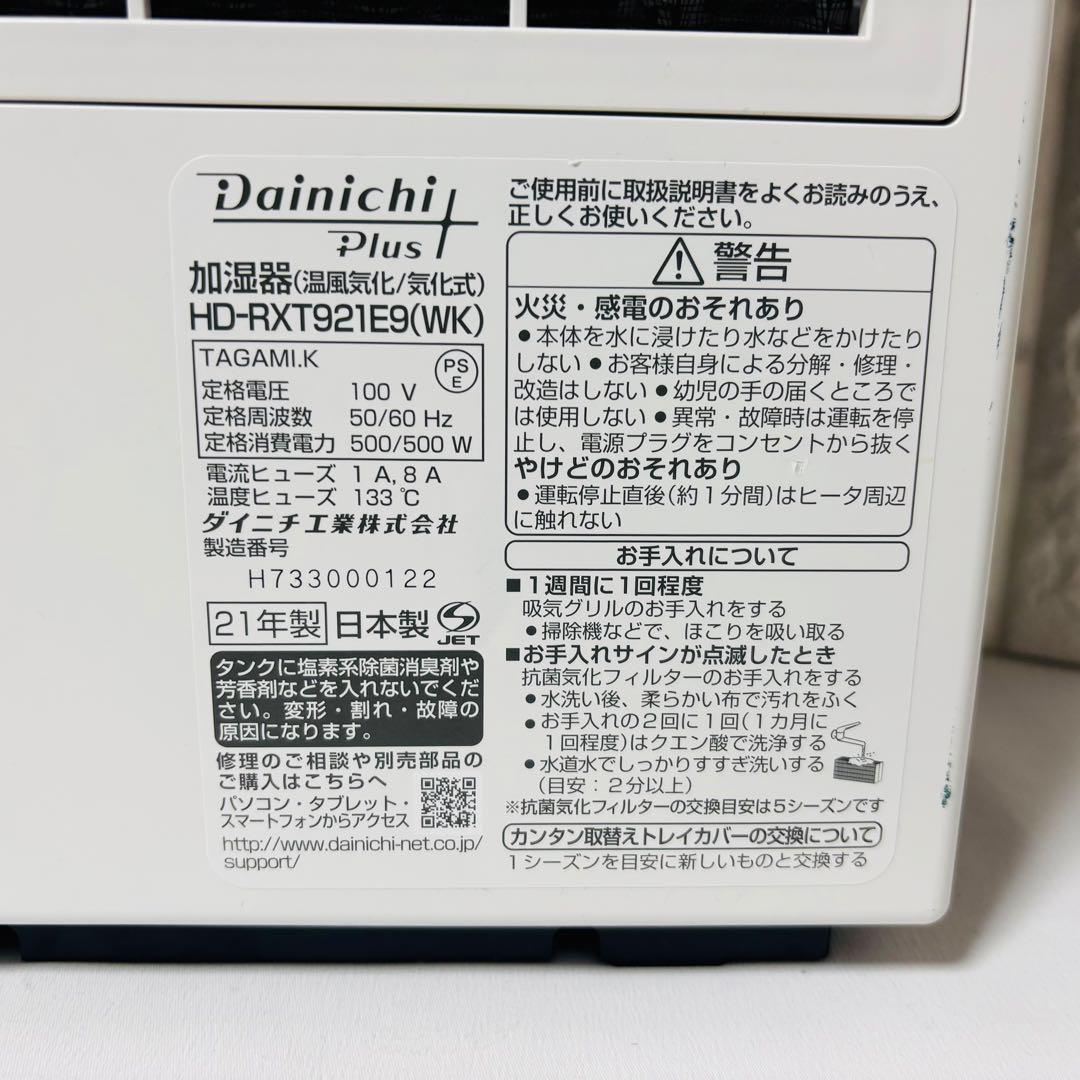 Dainichi
Plus
加湿器(温風気化/気化式)
HD-RXT921E9(WK)
TAGAMI.K
PS
E
定格電圧 100 V
定格周波数 50/60 Hz
定格消費電力 500/500 W
電流ヒューズ 1 A, 8 A
温度ヒューズ 133℃
ダイニチ工業株式会社
製造番号
H733000122
21年製 日本製
JET
タンクに塩素系除菌消臭剤や
芳香剤などを入れないでくだ
さい。変形・割れ・故障の
原因になります。
修理のご相談や別売部品の
ご購入はこちらへ
パソコン・タブレット・
スマートフォンからアクセス
http://www.dainichi-net.co.jp/
support/
ご使用前に取扱説明書をよくお読みのうえ、
正しくお使いください。
警告
火災・感電のおそれあり
●本体を水に浸けたり水などをかけたり
しない ●お客様自身による分解・修理・
改造はしない ●幼児の手の届くところで
は使用しない ●異常・故障時は運転を停
止し、電源プラグをコンセントから抜く
やけどのおそれあり
●運転停止直後(約1分間)はヒータ周辺
に触れない
お手入れについて
■1週間に1回程度
吸気グリルのお手入れをする
●掃除機などで、ほこりを吸い取る
■お手入れサインが点滅したとき
抗菌気化フィルターのお手入れをする
●水洗い後、柔らかい布で汚れをふく
●お手入れの2回に1回(1カ月に
1回程度)はクエン酸で洗浄する
●水道水でしっかりすすぎ洗いする
(目安:2分以上)
※抗菌気化フィルターの交換目安は5シーズンです
カンタン取替えトレイカバーの交換について
1シーズンを目安に新しいものと交換する